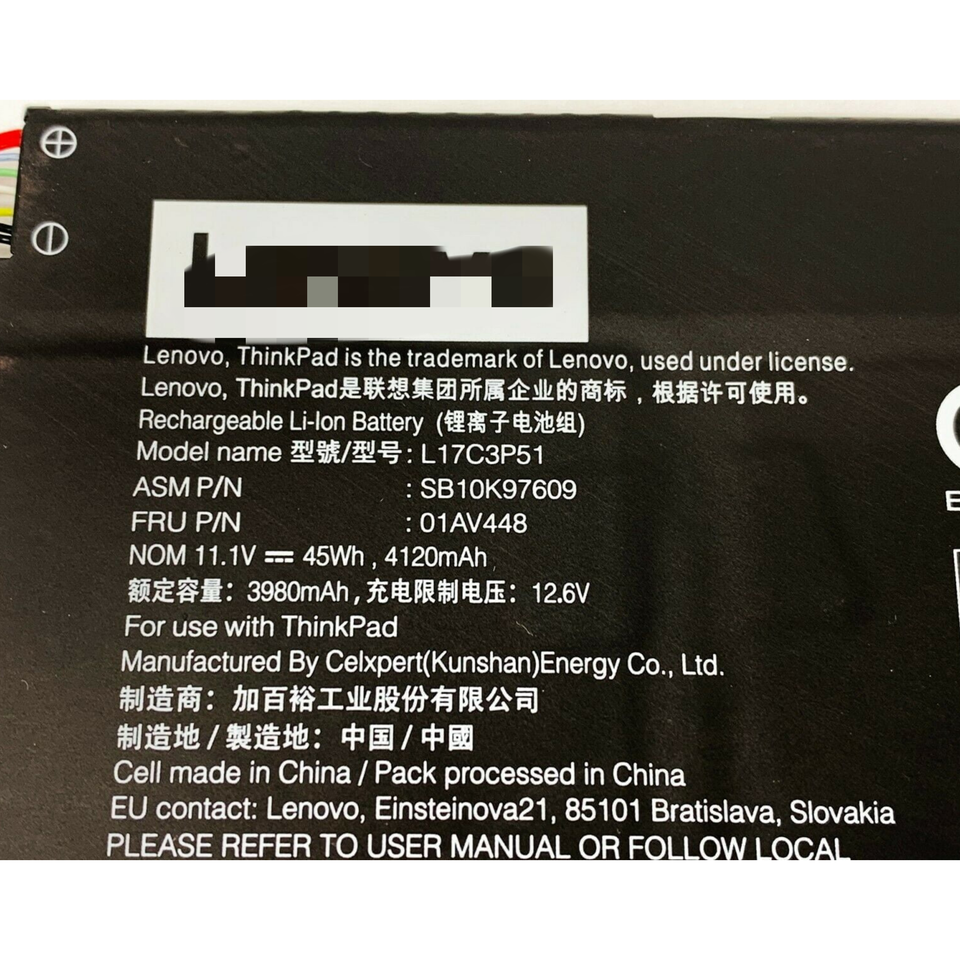 Lenovo, ThinkPad is the trademark of Lenovo, used under license.
Lenovo, ThinkPad是联想集团所属企业的商标，根据许可使用。
Rechargeable Li-Ion Battery (锂离子电池组)
Model name 型號/型号: L17C3P51
ASM P/N : SB10K97609
FRU P/N : 01AV448
NOM 11.1V ⎓ 45Wh , 4120mAh
额定容量：3980mAh , 充电限制电压：12.6V
For use with ThinkPad
Manufactured By Celxpert(Kunshan)Energy Co., Ltd.
制造商：加百裕工业股份有限公司
制造地 / 製造地：中国 / 中國
Cell made in China / Pack processed in China
EU contact: Lenovo, Einsteinova21, 85101 Bratislava, Slovakia
PLEASE REFER TO USER MANUAL OR FOLLOW LOCAL